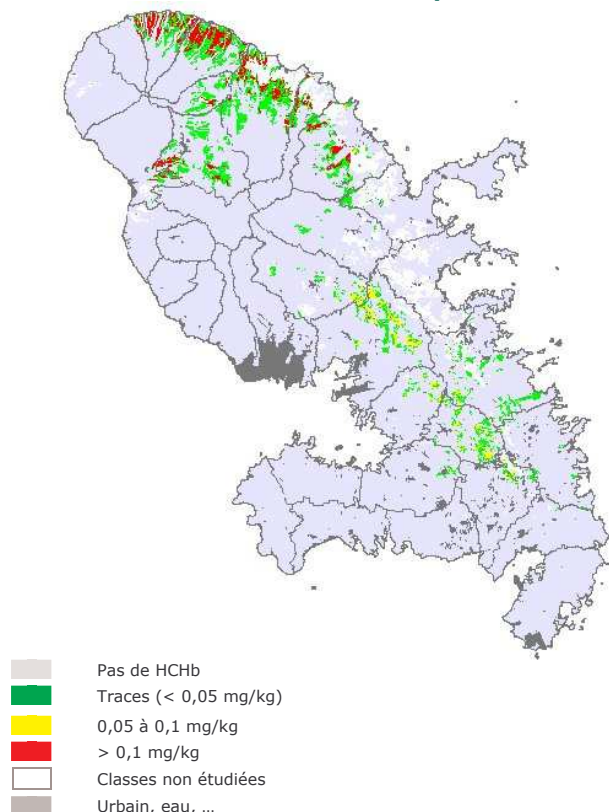 Pas de HCHb
Traces (< 0,05 mg/kg)
0,05 à 0,1 mg/kg
> 0,1 mg/kg
Classes non étudiées
Urbain, eau, ...